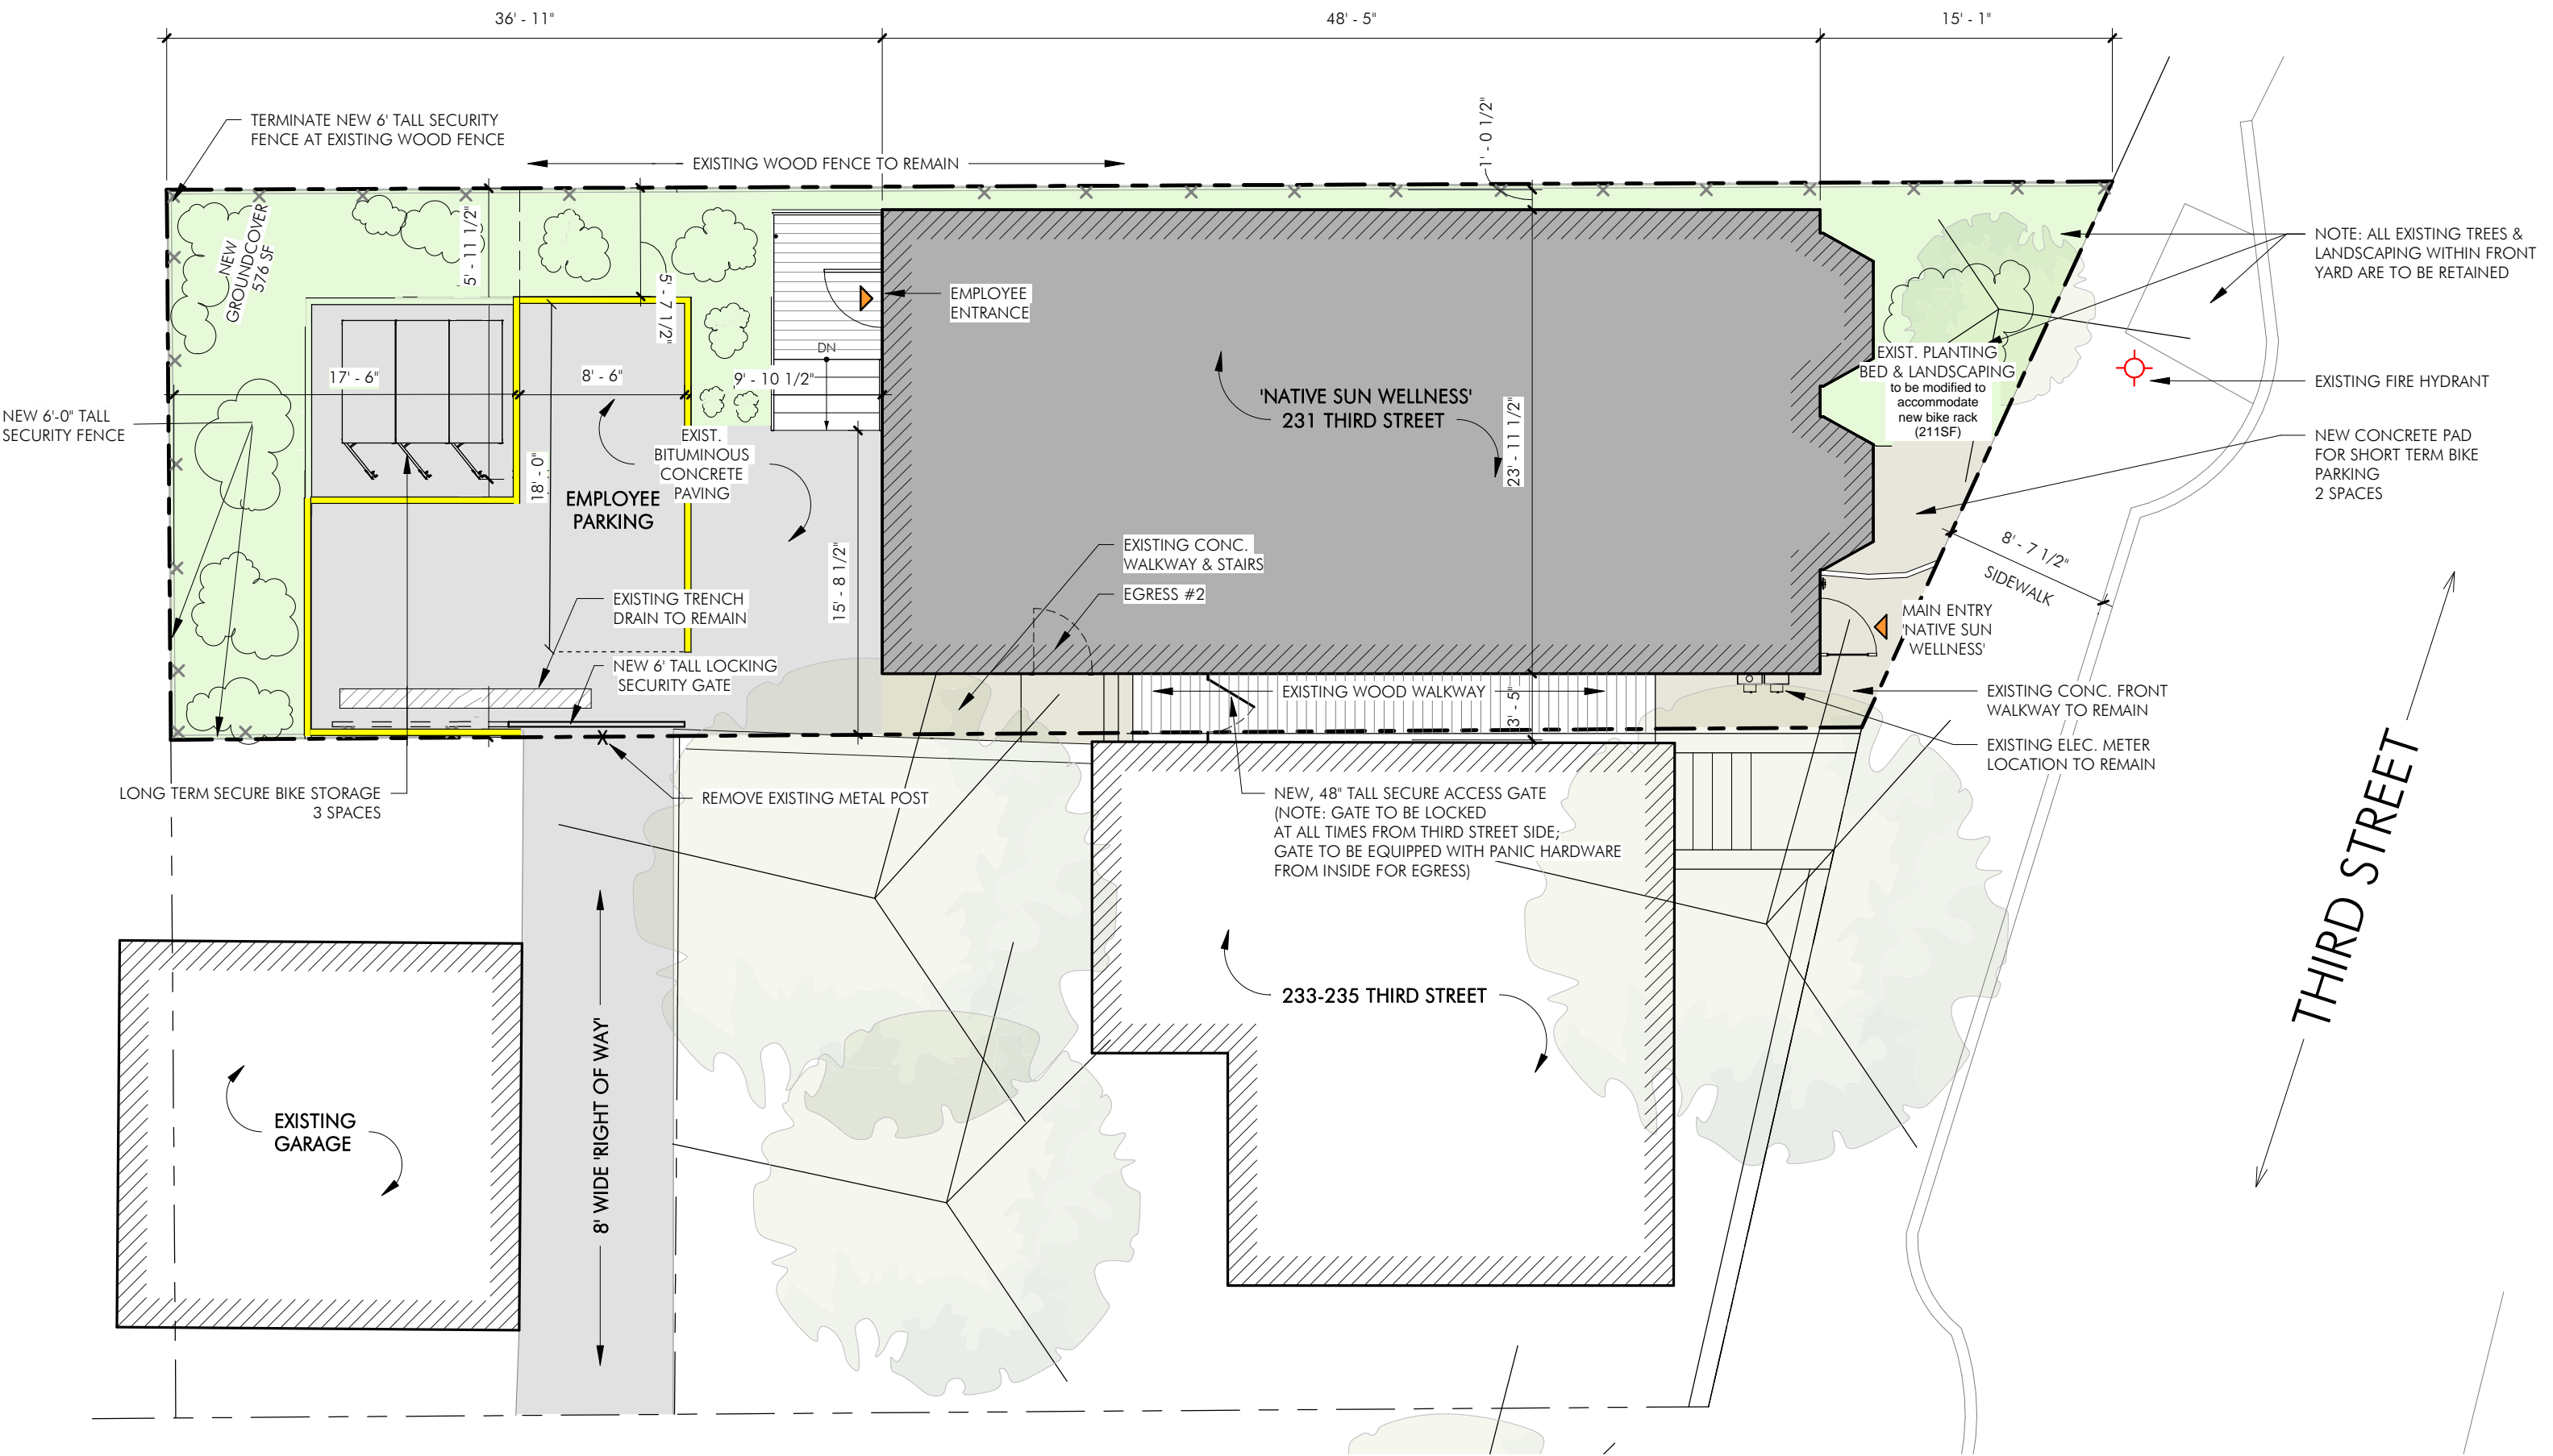 36' - 11"
48' - 5"
15' - 1"
TERMINATE NEW 6' TALL SECURITY
FENCE AT EXISTING WOOD FENCE
EXISTING WOOD FENCE TO REMAIN
1' - 0 1/2"
NEW
GROUNDCOVER
576 SF
5' - 11 1/2"
5' - 7 1/2"
NOTE: ALL EXISTING TREES &
LANDSCAPING WITHIN FRONT
YARD ARE TO BE RETAINED
EMPLOYEE
ENTRANCE
DN
17' - 6"
8' - 6"
9' - 10 1/2"
EXIST. PLANTING
BED & LANDSCAPING
to be modified to
accommodate
new bike rack
(211SF)
EXISTING FIRE HYDRANT
'NATIVE SUN WELLNESS'
231 THIRD STREET
23' - 11 1/2"
NEW 6'-0" TALL
SECURITY FENCE
EXIST.
BITUMINOUS
CONCRETE
PAVING
18' - 0"
EMPLOYEE
PARKING
NEW CONCRETE PAD
FOR SHORT TERM BIKE
PARKING
2 SPACES
15' - 8 1/2"
EXISTING CONC.
WALKWAY & STAIRS
EGRESS #2
8' - 7 1/2"
SIDEWALK
EXISTING TRENCH
DRAIN TO REMAIN
MAIN ENTRY
'NATIVE SUN
WELLNESS'
NEW 6' TALL LOCKING
SECURITY GATE
EXISTING WOOD WALKWAY
3' - 5"
EXISTING CONC. FRONT
WALKWAY TO REMAIN
EXISTING ELEC. METER
LOCATION TO REMAIN
X
LONG TERM SECURE BIKE STORAGE
3 SPACES
REMOVE EXISTING METAL POST
NEW, 48" TALL SECURE ACCESS GATE
(NOTE: GATE TO BE LOCKED
AT ALL TIMES FROM THIRD STREET SIDE;
GATE TO BE EQUIPPED WITH PANIC HARDWARE
FROM INSIDE FOR EGRESS)
THIRD STREET
233-235 THIRD STREET
8' WIDE 'RIGHT OF WAY'
EXISTING
GARAGE